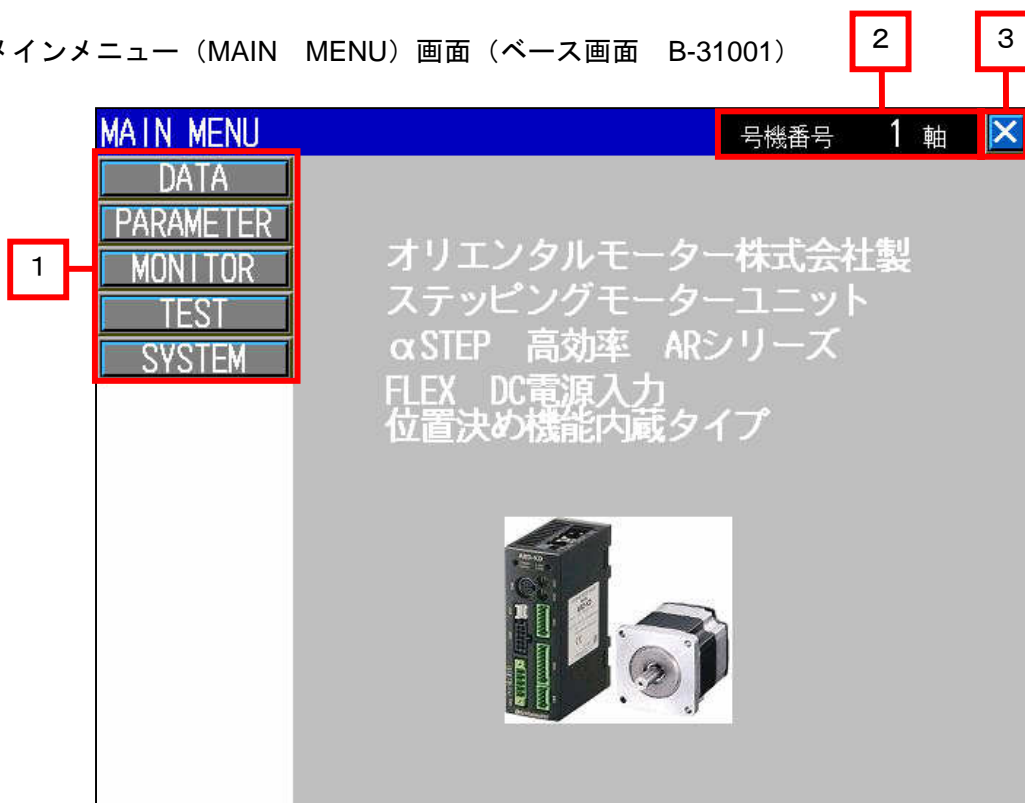 インメニュー（MAIN　MENU）画面（ベース画面　B-31001）
2
3
MAIN MENU
号機番号 1 軸
DATA
PARAMETER
MONITOR
TEST
SYSTEM
1
オリエンタルモーター株式会社製
ステッピングモーターユニット
αSTEP　高効率　ARシリーズ
FLEX　DC電源入力
位置決め機能内蔵タイプ